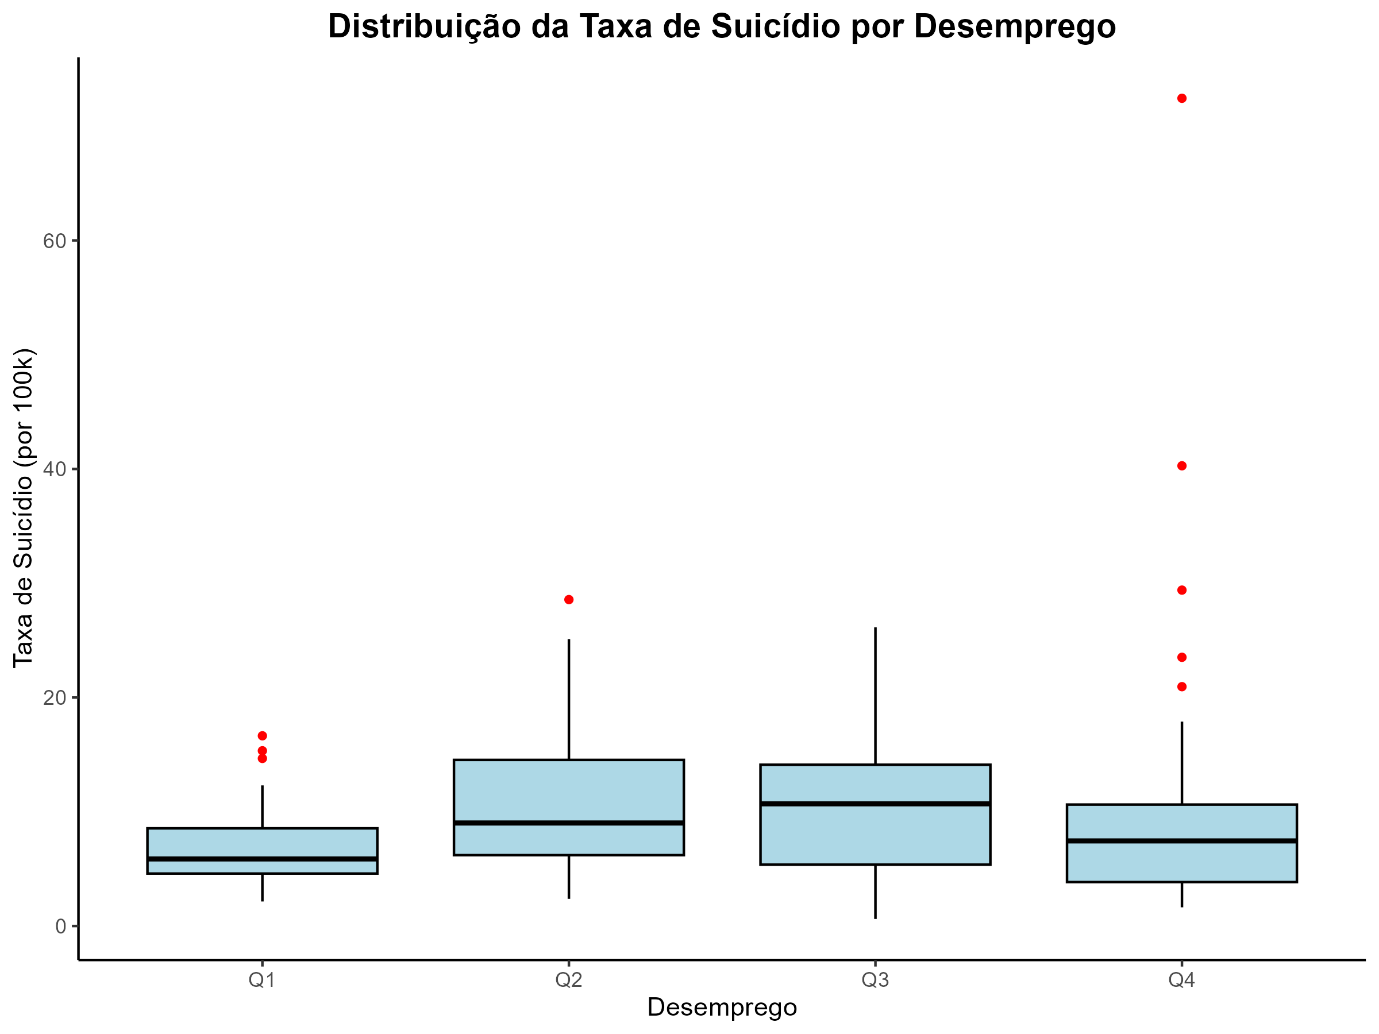 Distribuição da Taxa de Suicídio por Desemprego
Taxa de Suicídio (por 100k)
60
40
20
0
Q1 Q2 Q3 Q4
Desemprego